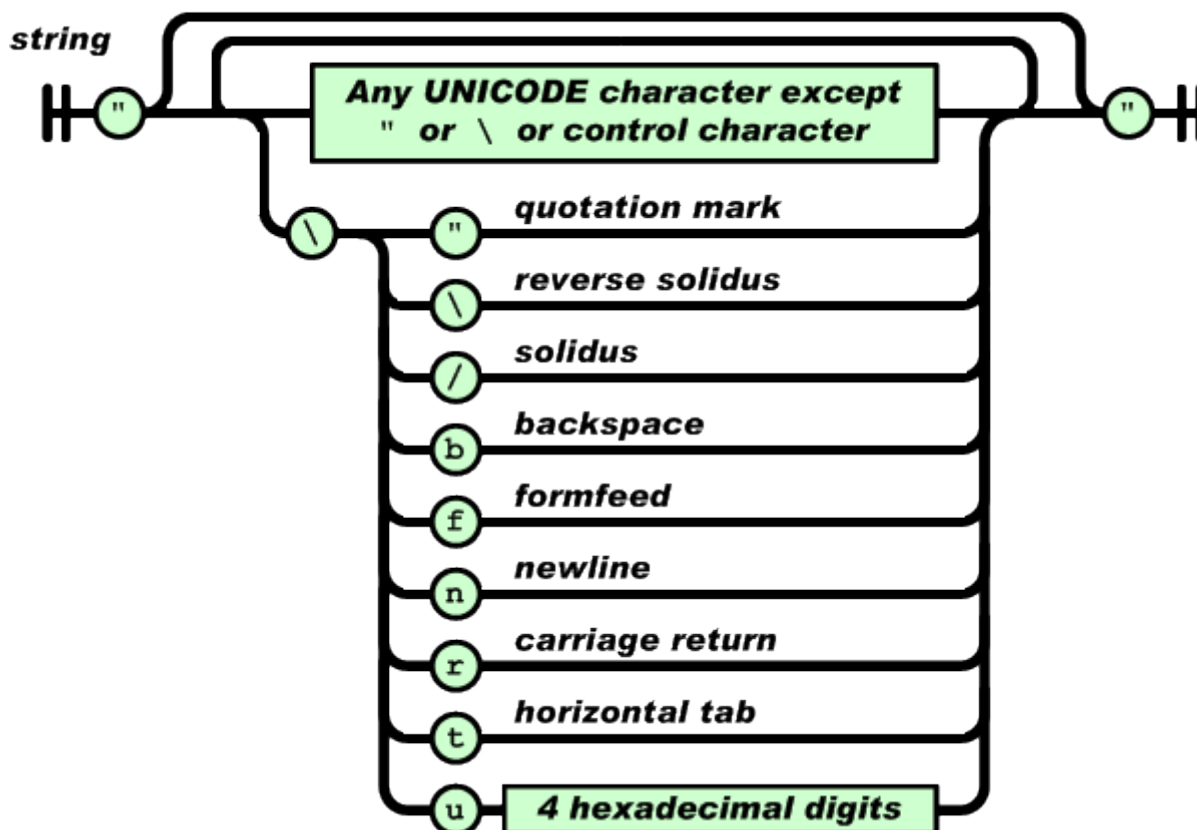 string
" Any UNICODE character except "
" or \ or control character
\ " quotation mark
\ reverse solidus
/ solidus
b backspace
f formfeed
n newline
r carriage return
t horizontal tab
u 4 hexadecimal digits